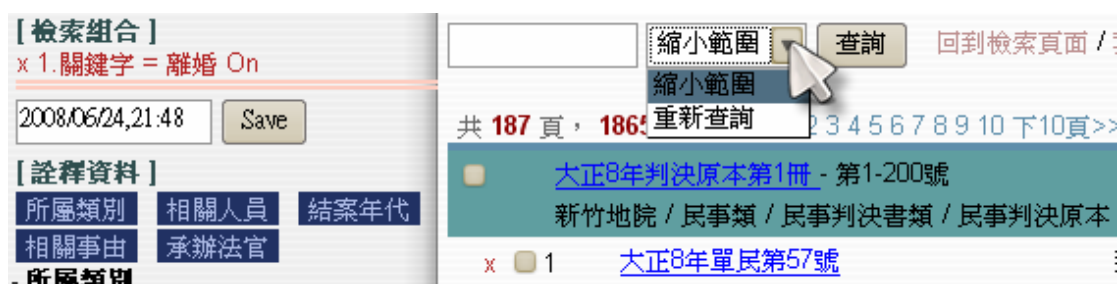 [ 檢索組合 ]
x 1.關鍵字 = 離婚 On
2008/06/24,21:48 Save
[ 詮釋資料 ]
所屬類別 相關人員 結案年代
相關事由 承辦法官
- 所屬類別
縮小範圍 查詢 回到檢索頁面 /
縮小範圍
重新查詢
共 187 頁, 1865 2 3 4 5 6 7 8 9 10 下10頁>>
大正8年判決原本第1冊 - 第1-200號
新竹地院 / 民事類 / 民事判決書類 / 民事判決原本
x 1 大正8年單民第57號